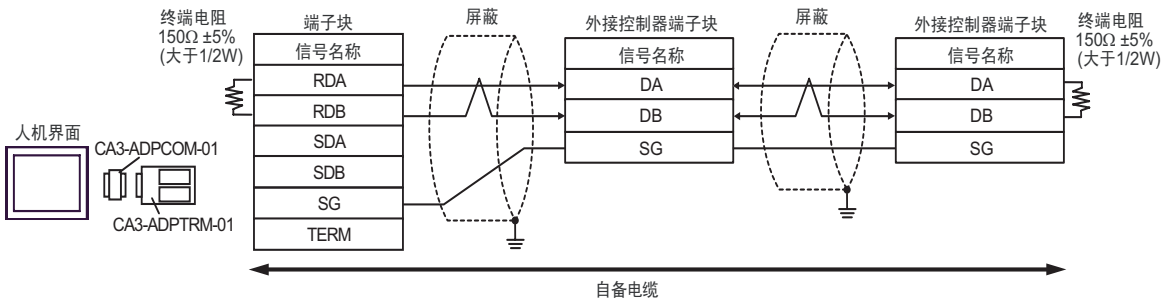 终端电阻
150Ω ±5%
(大于1/2W)
端子块
信号名称
RDA
RDB
SDA
SDB
SG
TERM
屏蔽
外接控制器端子块
信号名称
DA
DB
SG
屏蔽
外接控制器端子块
信号名称
DA
DB
SG
终端电阻
150Ω ±5%
(大于1/2W)
人机界面
CA3-ADPCOM-01
CA3-ADPTRM-01
自备电缆